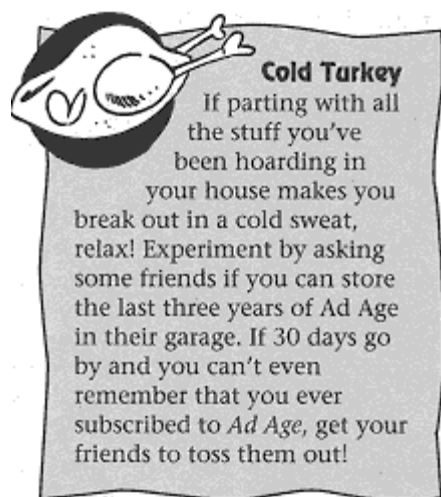 Cold Turkey
If parting with all
the stuff you've
been hoarding in
your house makes you
break out in a cold sweat,
relax! Experiment by asking
some friends if you can store
the last three years of Ad Age
in their garage. If 30 days go
by and you can't even
remember that you ever
subscribed to Ad Age, get your
friends to toss them out!